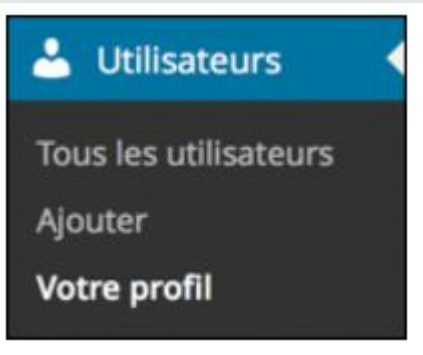 Utilisateurs
Tous les utilisateurs
Ajouter
Votre profil